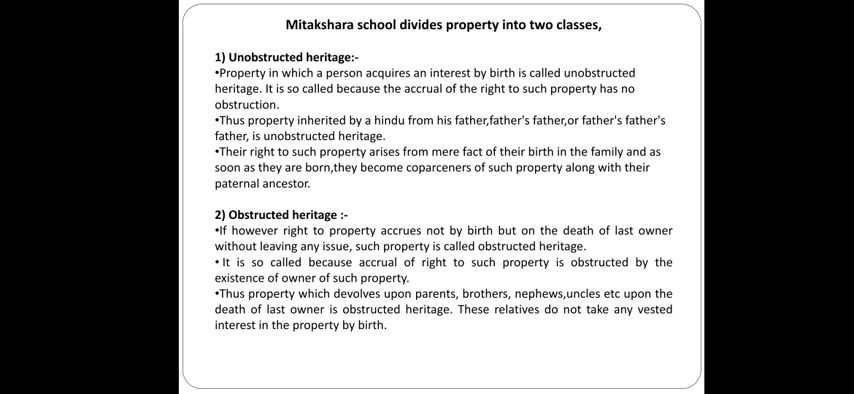 Mitakshara school divides property into two classes,
1) Unobstructed heritage:-
•Property in which a person acquires an interest by birth is called unobstructed
heritage. It is so called because the accrual of the right to such property has no
obstruction.
•Thus property inherited by a hindu from his father,father's father,or father's father's
father, is unobstructed heritage.
•Their right to such property arises from mere fact of their birth in the family and as
soon as they are born,they become coparceners of such property along with their
paternal ancestor.
2) Obstructed heritage :-
•If however right to property accrues not by birth but on the death of last owner
without leaving any issue, such property is called obstructed heritage.
• It is so called because accrual of right to such property is obstructed by the
existence of owner of such property.
•Thus property which devolves upon parents, brothers, nephews,uncles etc upon the
death of last owner is obstructed heritage. These relatives do not take any vested
interest in the property by birth.